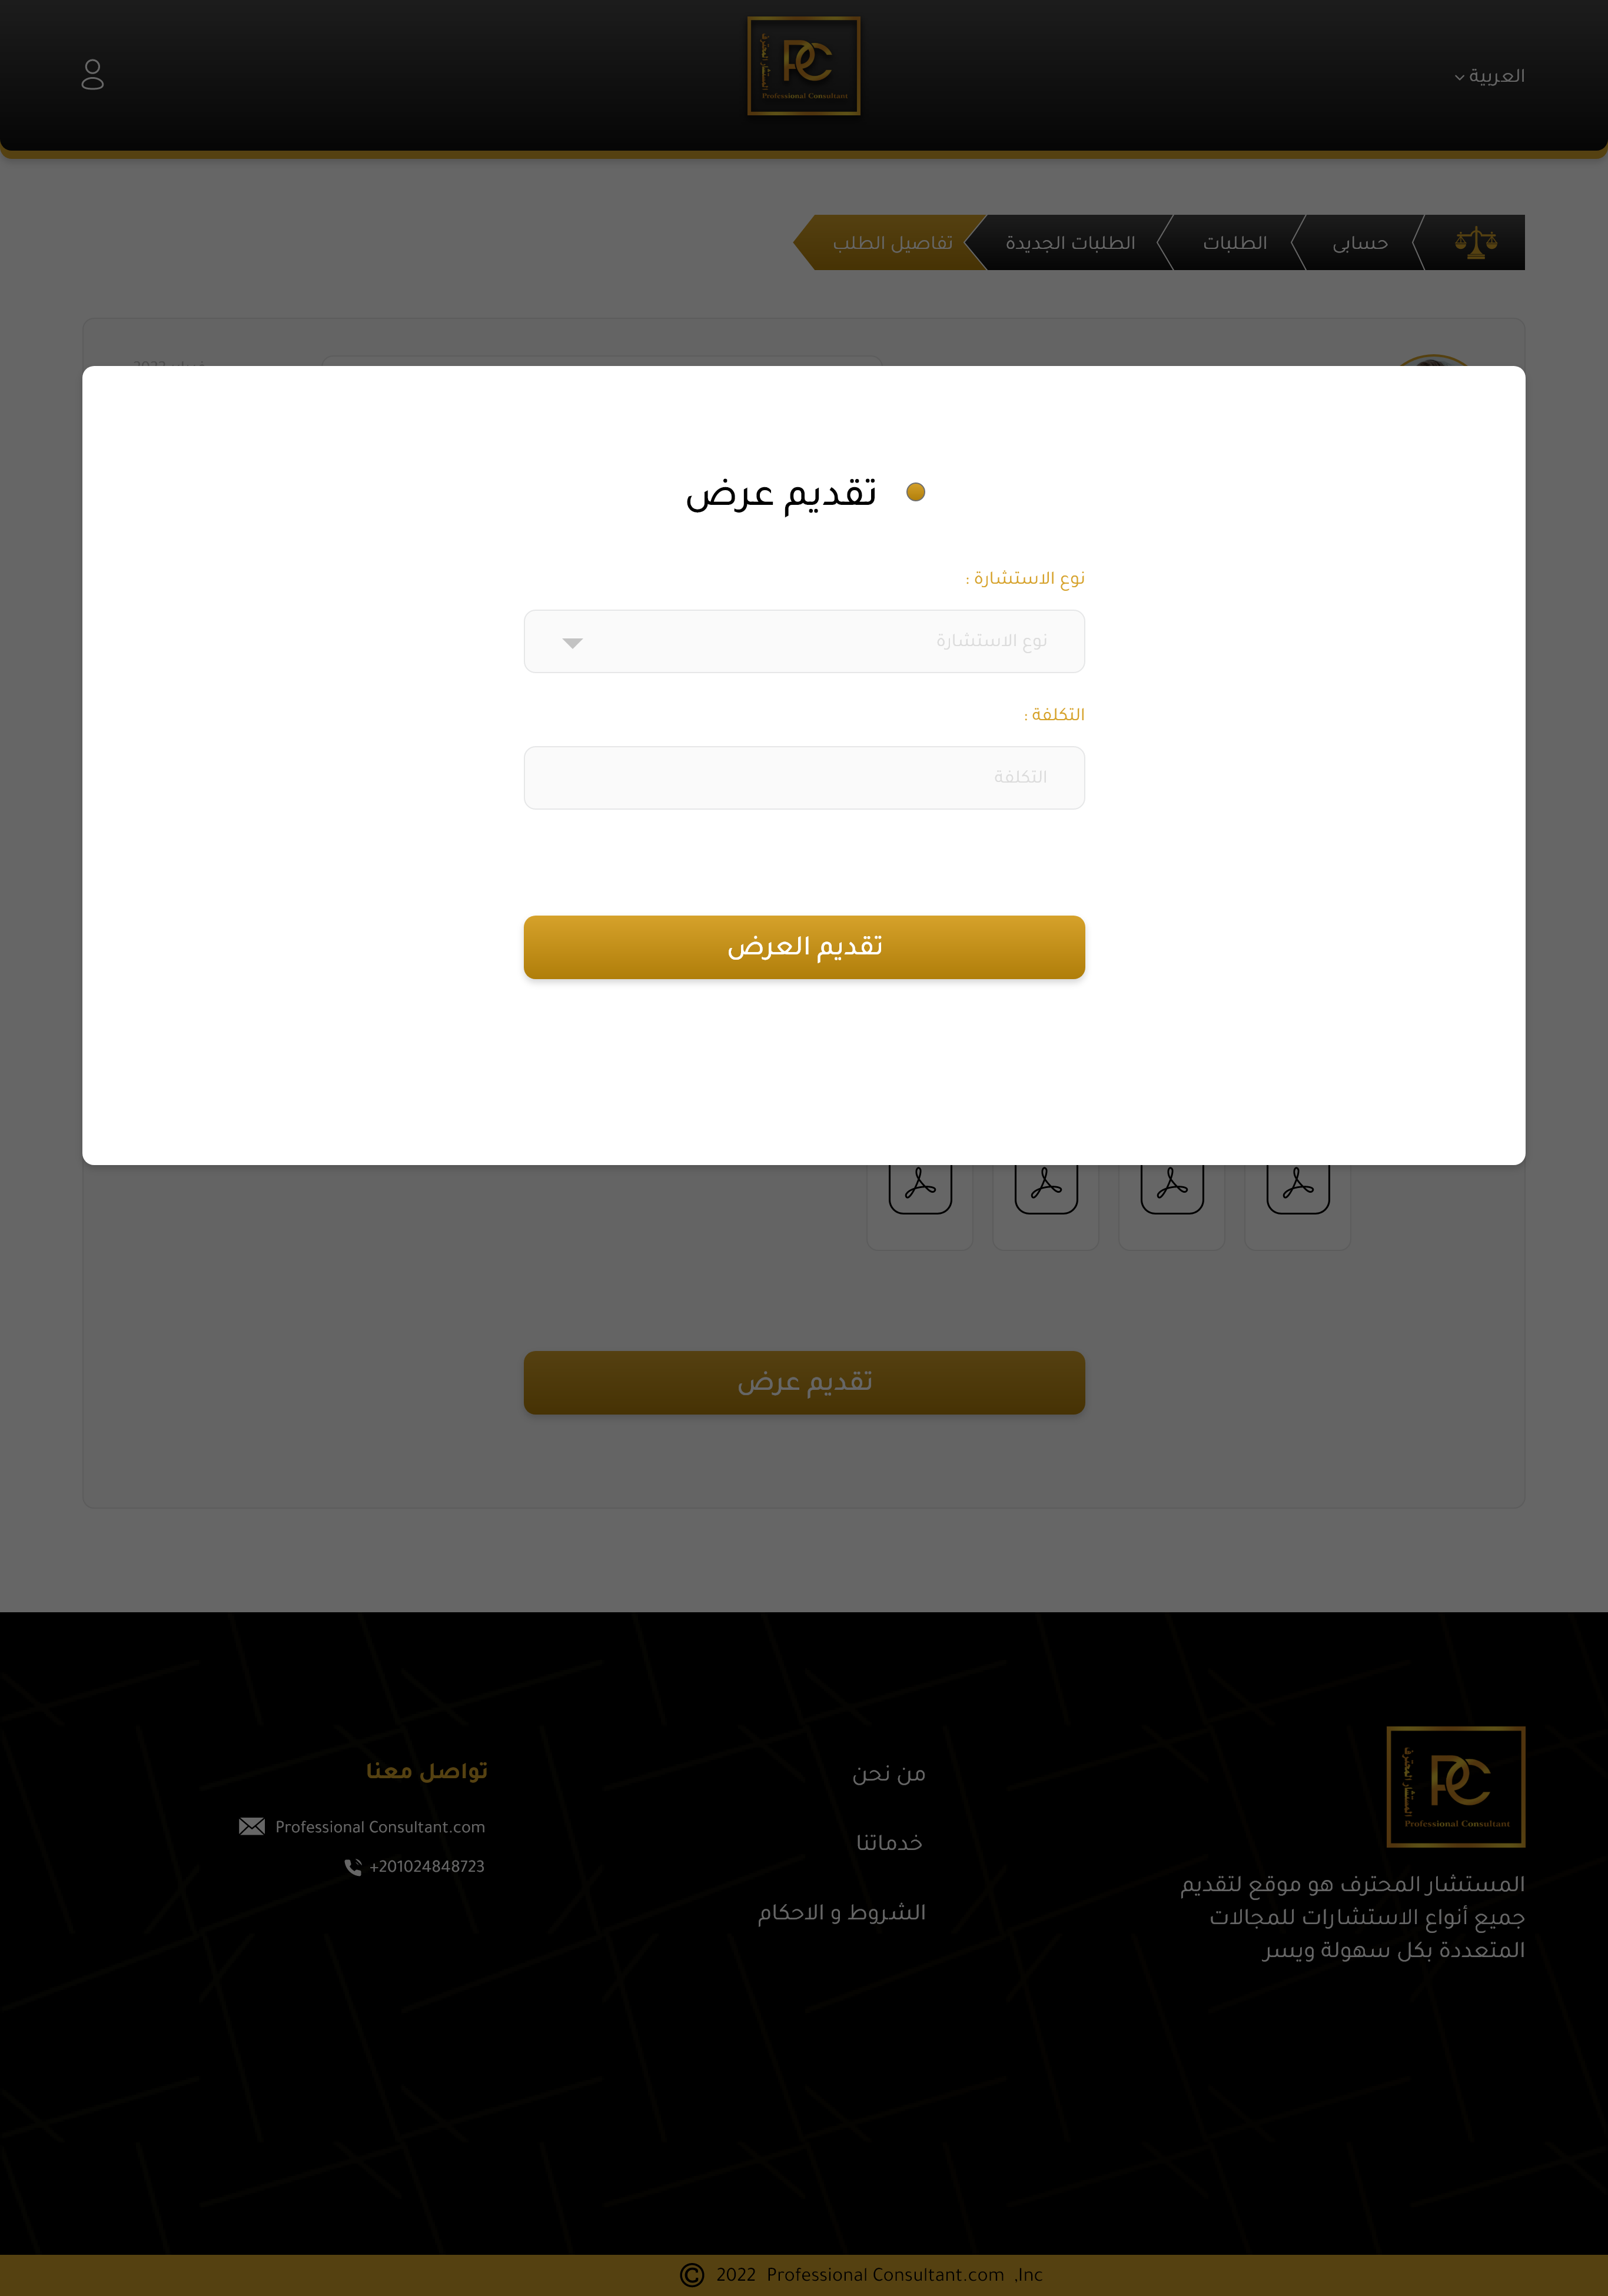 العربية
المستشار المحترف
PC
Professional Consultant
حسابى
الطلبات
الطلبات الجديدة
تفاصيل الطلب
تقديم عرض
نوع الاستشارة :
نوع الاستشارة
التكلفة :
التكلفة
تقديم العرض
تقديم عرض
المستشار المحترف
PC
Professional Consultant
المستشار المحترف هو موقع لتقديم
جميع أنواع الاستشارات للمجالات
المتعددة بكل سهولة ويسر
من نحن
خدماتنا
الشروط و الاحكام
تواصل معنا
Professional Consultant.com
+201024848723
© 2022 Professional Consultant.com ,Inc